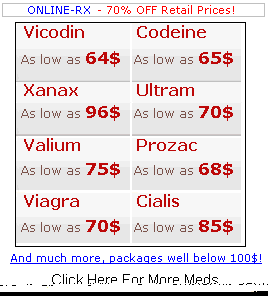 ONLINE-RX - 70% OFF Retail Prices!
Vicodin Codeine
As low as 64$ As low as 65$
Xanax Ultram
As low as 96$ As low as 70$
Valium Prozac
As low as 75$ As low as 68$
Viagra Cialis
As low as 70$ As low as 85$
And much more, packages well below 100$!
Click Here For More Meds